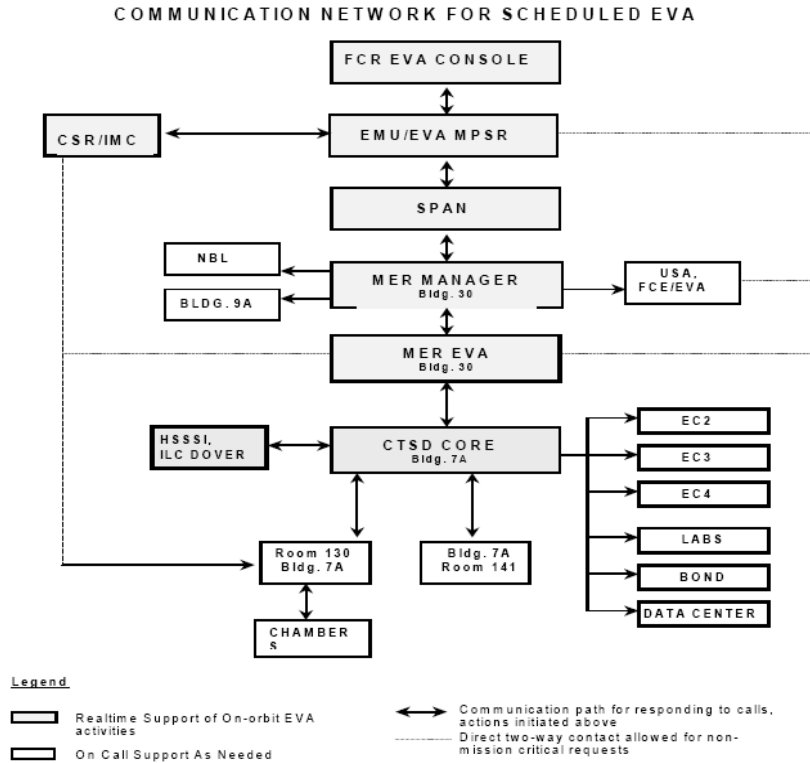 COMMUNICATION NETWORK FOR SCHEDULED EVA
FCR EVA CONSOLE
CSR/IMC
EMU/EVA MPSR
SPAN
NBL
MER MANAGER
Bldg. 30
USA,
FCE/EVA
BLDG. 9A
MER EVA
Bldg. 30
HSSSI,
ILC DOVER
CTSD CORE
Bldg. 7A
EC2
EC3
EC4
LABS
BOND
DATA CENTER
Room 130
Bldg. 7A
Bldg. 7A
Room 141
CHAMBER
S
Legend
Realtime Support of On-orbit EVA
activities
On Call Support As Needed
Communication path for responding to calls,
actions initiated above
Direct two-way contact allowed for non-
mission critical requests